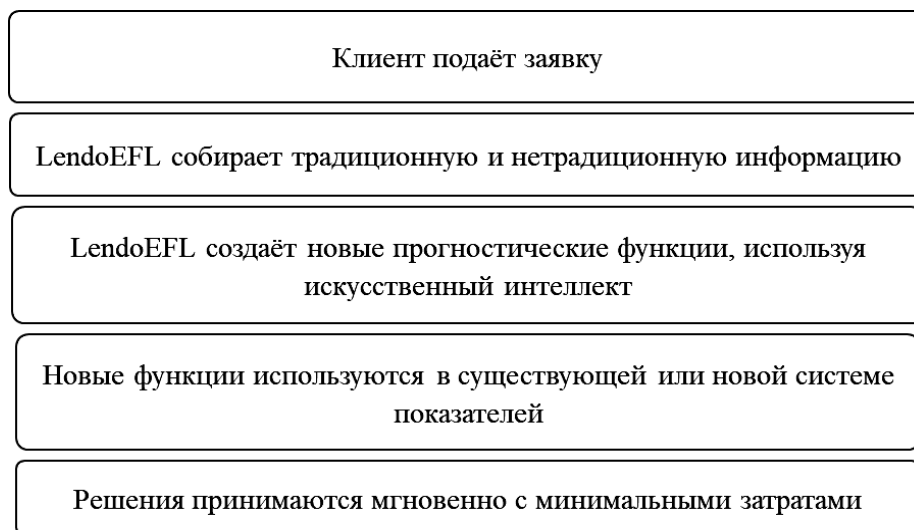 Клиент подаёт заявку
LendoEFL собирает традиционную и нетрадиционную информацию
LendoEFL создаёт новые прогностические функции, используя
искусственный интеллект
Новые функции используются в существующей или новой системе
показателей
Решения принимаются мгновенно с минимальными затратами